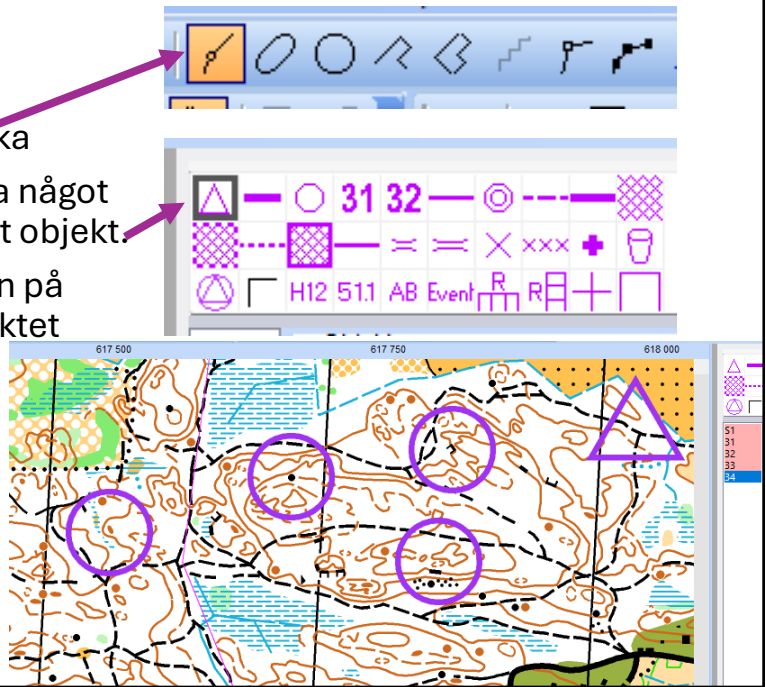 ka
a något
t objekt.
n på
ktet
31 32
H12 51.1 AB Event R R
617 500 617 750 618 000
S1
31
32
33
34